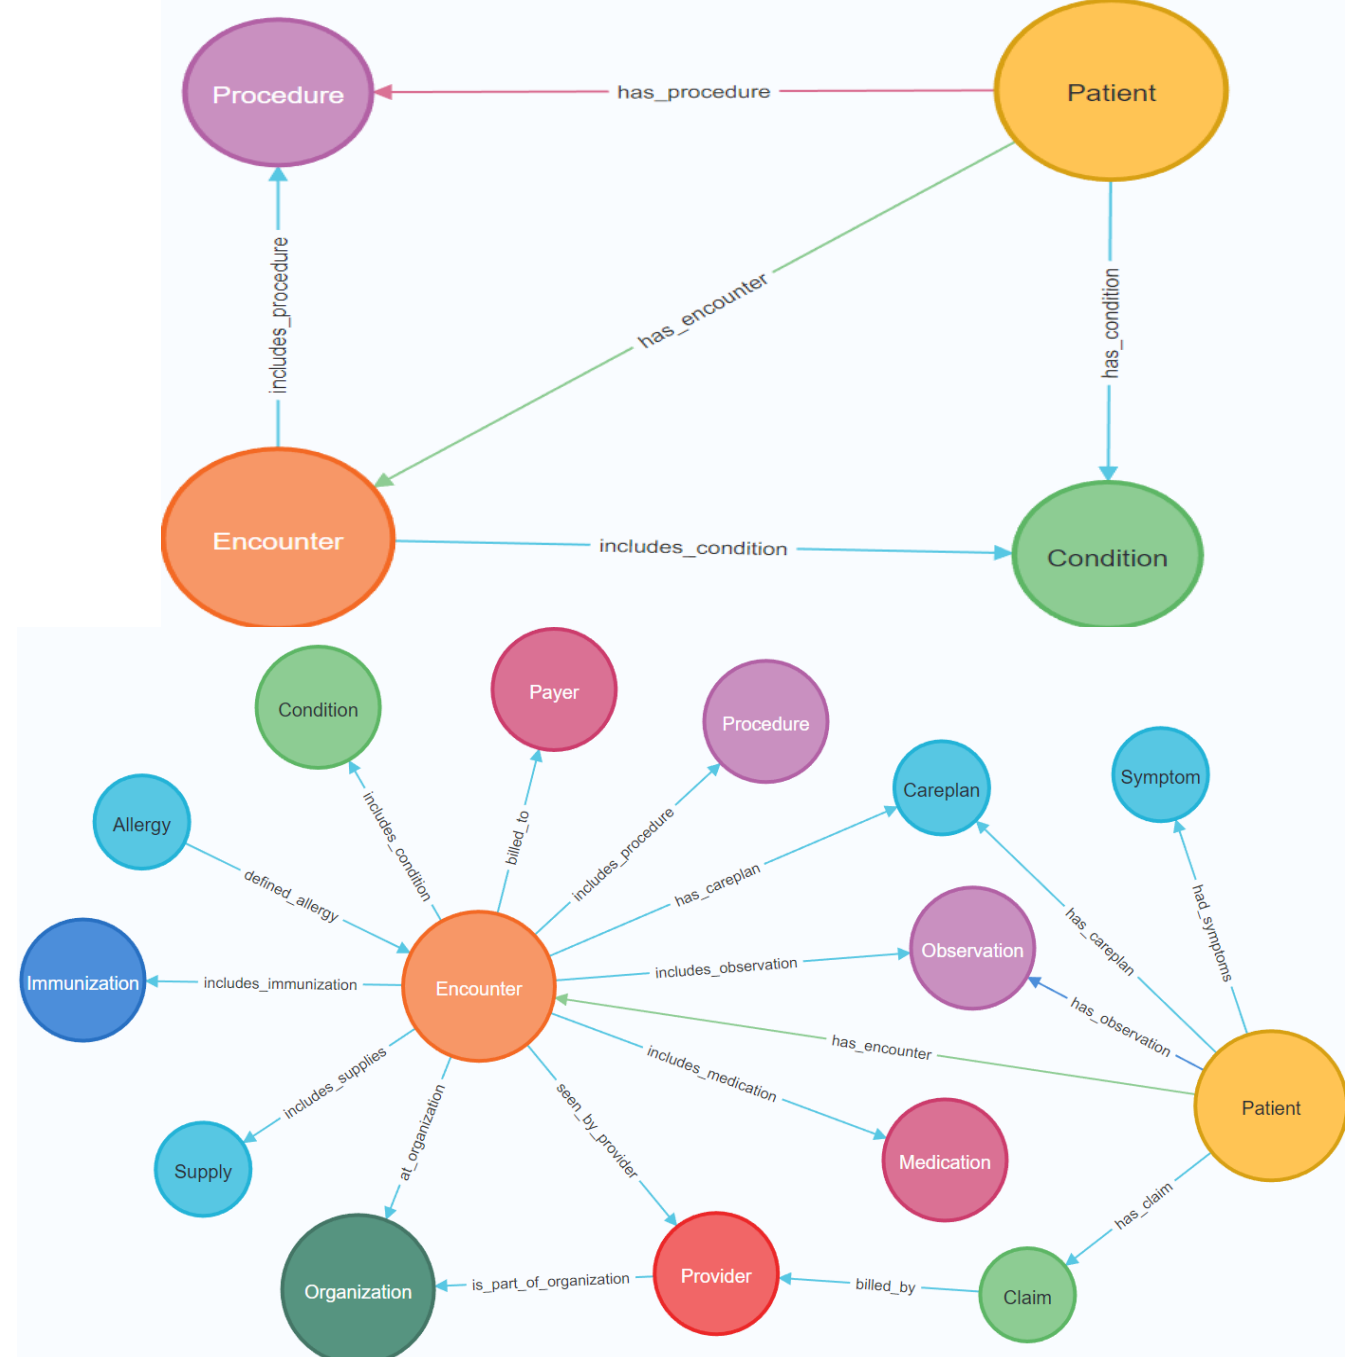 Procedure
has_procedure
Patient
includes_procedure
has_encounter
has_condition
Encounter
includes_condition
Condition
Condition
Payer
Procedure
Careplan
Symptom
Allergy
includes_condition
billed_to
includes_procedure
has_careplan
defined_allergy
has_careplan
had_symptoms
Immunization
includes_immunization
Encounter
includes_observation
Observation
has_observation
has_encounter
includes_supplies
at_organization
seen_by_provider
includes_medication
Patient
Supply
Medication
has_claim
Organization
is_part_of_organization
Provider
billed_by
Claim